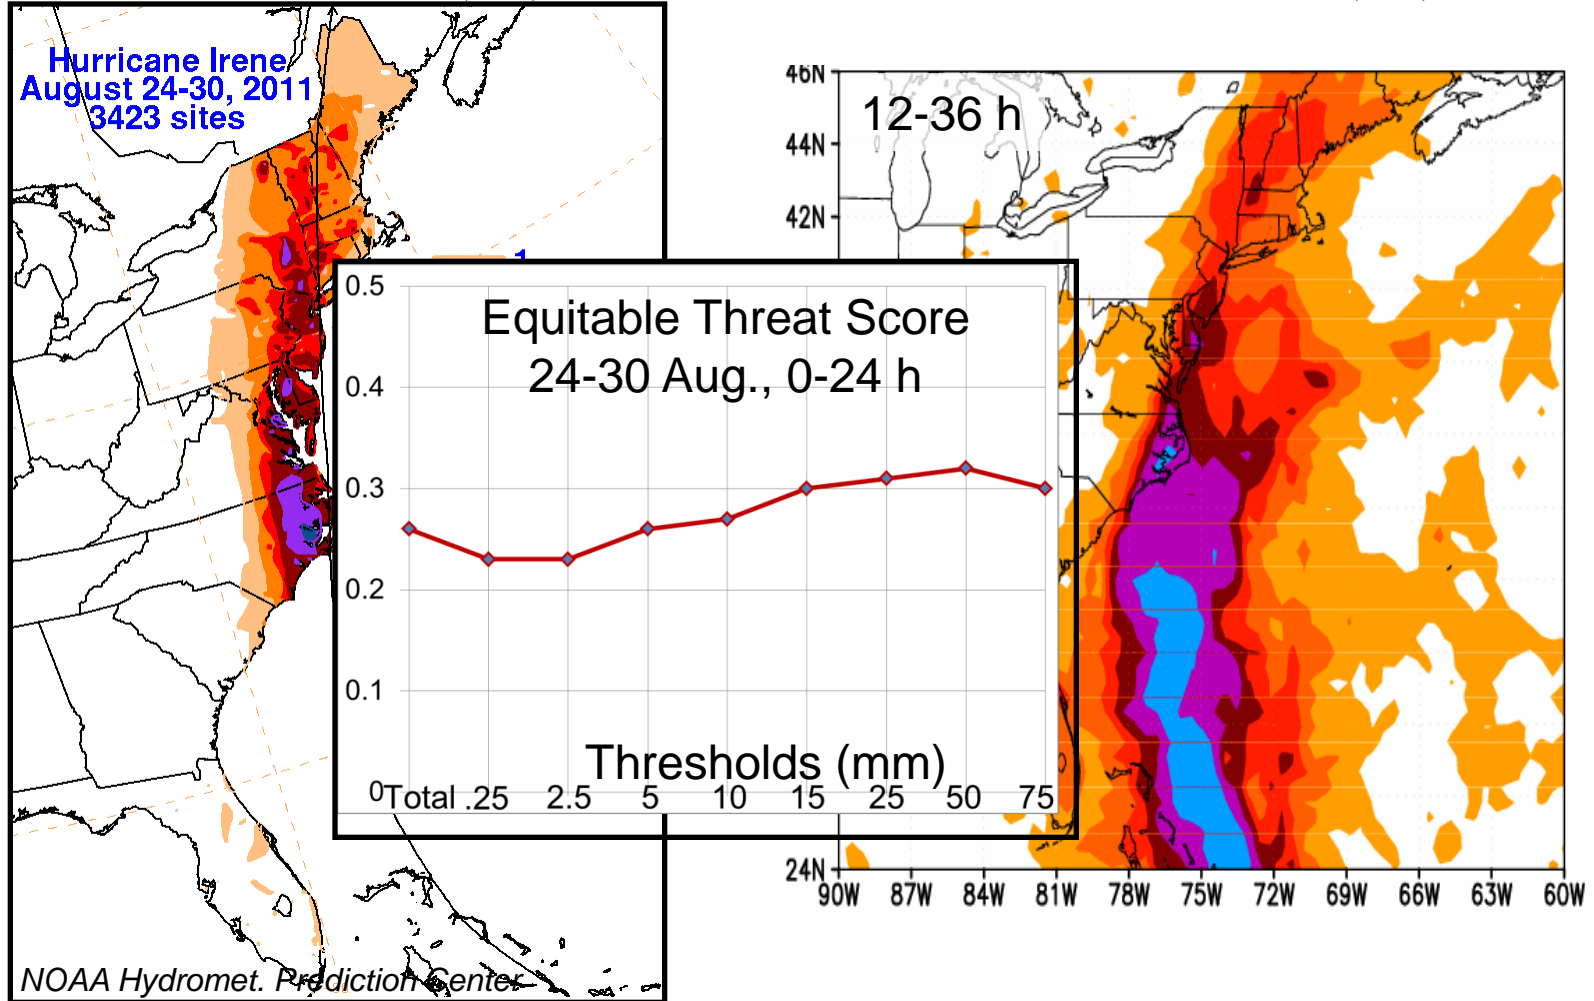 Hurricane Irene
August 24-30, 2011
3423 sites
1
NOAA Hydromet. Prediction Center
Equitable Threat Score
24-30 Aug., 0-24 h
0.5
0.4
0.3
0.2
0.1
0
Thresholds (mm)
Total .25 2.5 5 10 15 25 50 75
12-36 h
46N
44N
42N
24N
90W 87W 84W 81W 78W 75W 72W 69W 66W 63W 60W